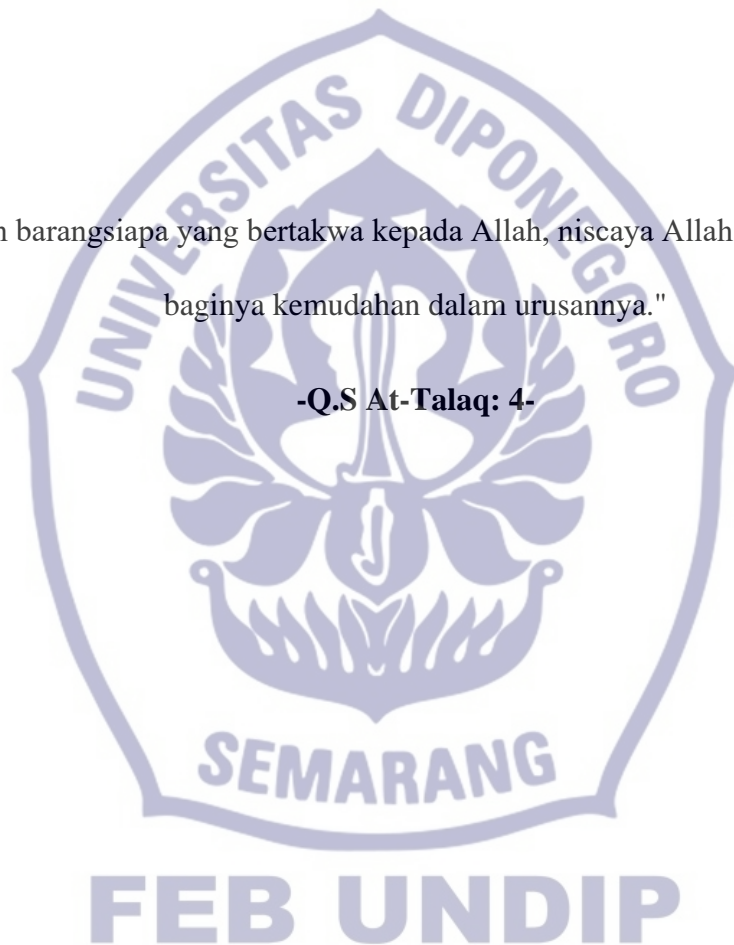 UNIVERSITAS DIPONEGORO
barangsiapa yang bertakwa kepada Allah, niscaya Allah
baginya kemudahan dalam urusannya."
-Q.S At-Talaq: 4-
SEMARANG
FEB UNDIP